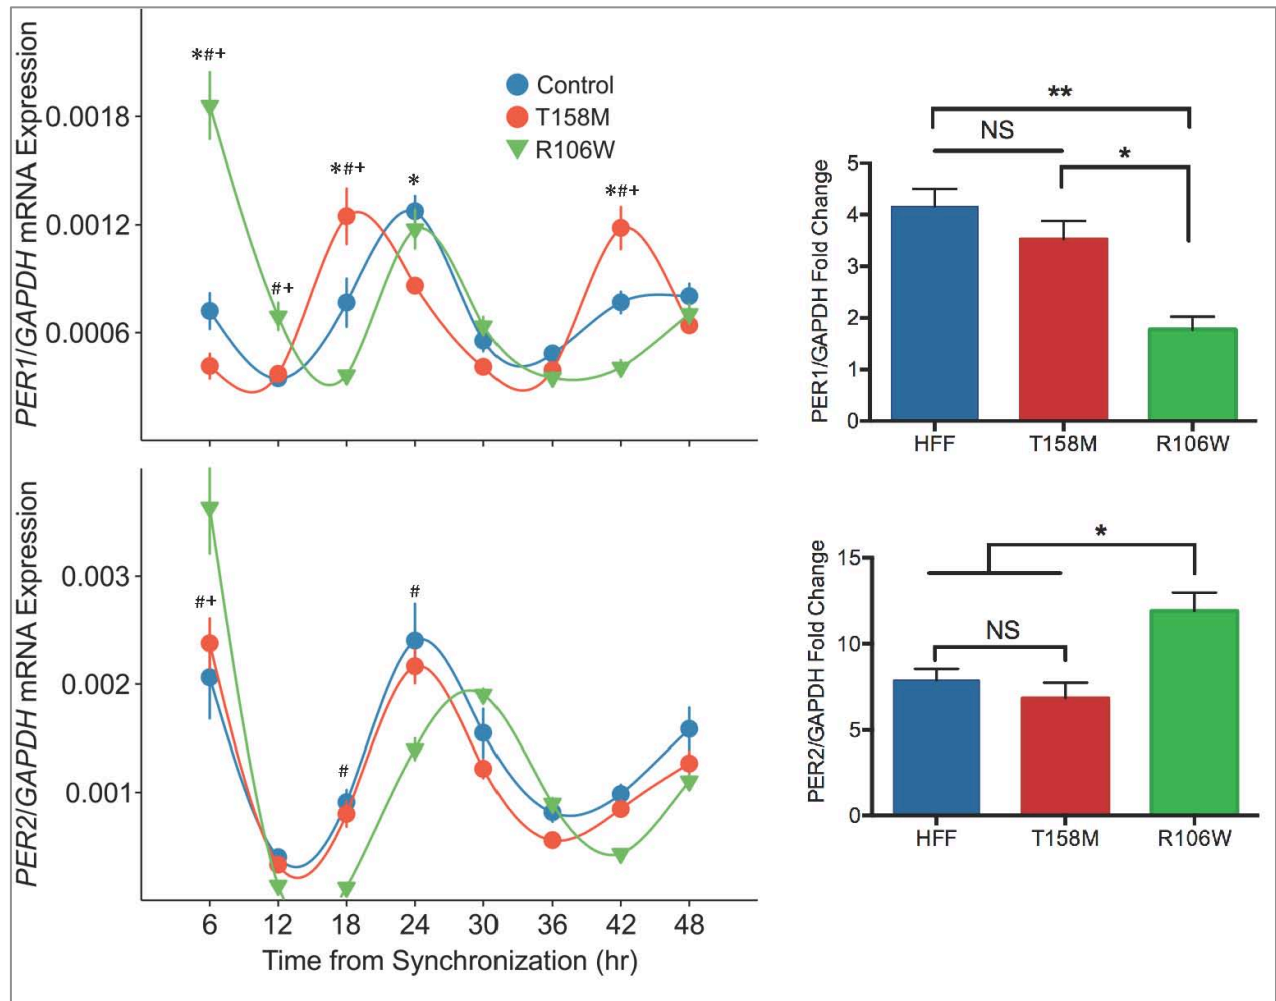 PER1/GAPDH mRNA Expression
0.0018
0.0012
0.0006
*#+
#+
*#+
*
*#+
Control
T158M
R106W
PER1/GAPDH Fold Change
5
4
3
2
1
0
**
NS
*
HFF T158M R106W
PER2/GAPDH mRNA Expression
0.003
0.002
0.001
#+
#
#
6 12 18 24 30 36 42 48
Time from Synchronization (hr)
PER2/GAPDH Fold Change
15
10
5
0
*
NS
HFF T158M R106W